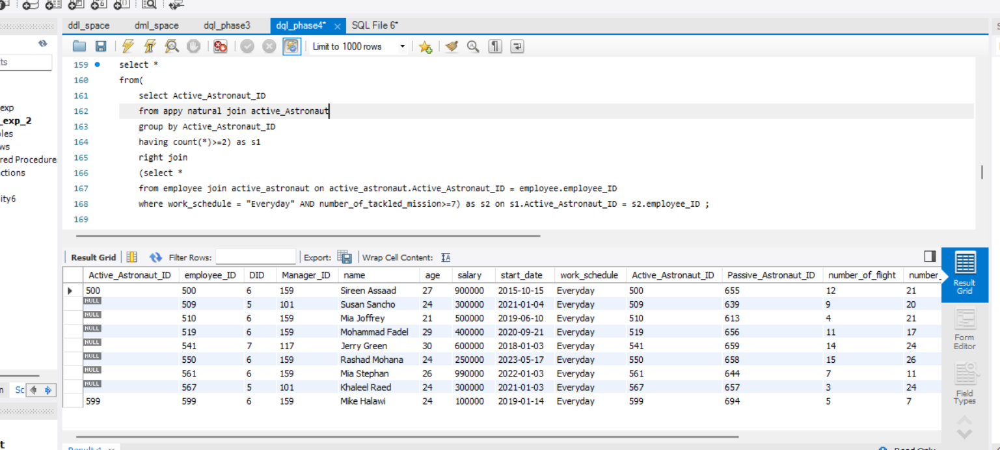 ddl_space dml_space dql_phase3 dql_phase4* × SQL File 6*
Limit to 1000 rows
ts
159 select *
160 from(
161 select Active_Astronaut_ID
162 from appy natural join active_Astronaut
163 group by Active_Astronaut_ID
164 having count(*)>=2) as s1
165 right join
166 (select *
167 from employee join active_astronaut on active_astronaut.Active_Astronaut_ID = employee.employee_ID
168 where work_schedule = "Everyday" AND number_of_tackled_mission>=7) as s2 on s1.Active_Astronaut_ID = s2.employee_ID ;
169
exp
_exp_2
les
ws
red Procedure
ctions
ity6
n Sc
t
Result Grid Filter Rows: Export: Wrap Cell Content: IA
Active_Astronaut_ID employee_ID DID Manager_ID name age salary start_date work_schedule Active_Astronaut_ID Passive_Astronaut_ID number_of_flight number_
500 500 6 159 Sireen Assaad 27 900000 2015-10-15 Everyday 500 655 12 21
NULL 509 5 101 Susan Sancho 24 300000 2021-01-04 Everyday 509 639 9 20
NULL 510 6 159 Mia Joffrey 21 500000 2019-06-10 Everyday 510 613 4 21
NULL 519 6 159 Mohammad Fadel 29 400000 2020-09-21 Everyday 519 656 11 17
NULL 541 7 117 Jerry Green 30 600000 2018-01-03 Everyday 541 659 14 24
NULL 550 6 159 Rashad Mohana 24 250000 2023-05-17 Everyday 550 658 15 26
NULL 561 6 159 Mia Stephan 26 990000 2022-01-03 Everyday 561 644 7 11
NULL 567 5 101 Khaleel Raed 24 300000 2021-01-03 Everyday 567 657 3 24
599 599 6 159 Mike Halawi 24 100000 2019-01-14 Everyday 599 694 5 7
Result
Grid
Form
Editor
Field
Types
Read Only